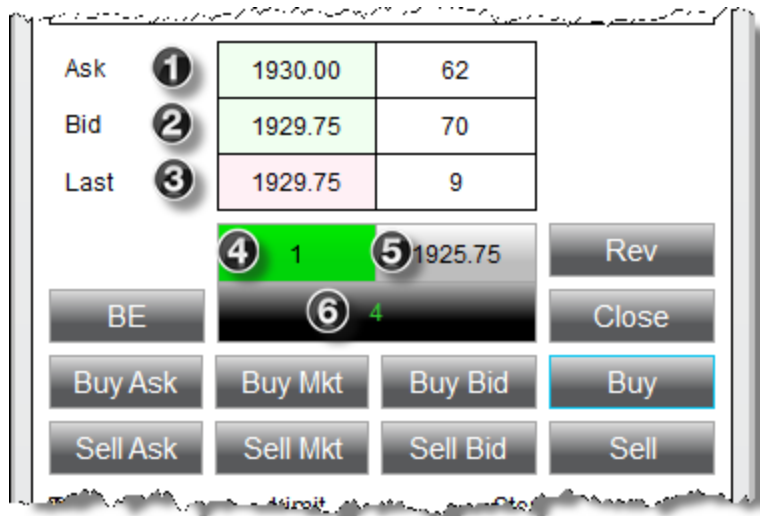 Ask 1 1930.00 62
Bid 2 1929.75 70
Last 3 1929.75 9
4 1 5 1925.75 Rev
BE 6 4 Close
Buy Ask Buy Mkt Buy Bid Buy
Sell Ask Sell Mkt Sell Bid Sell